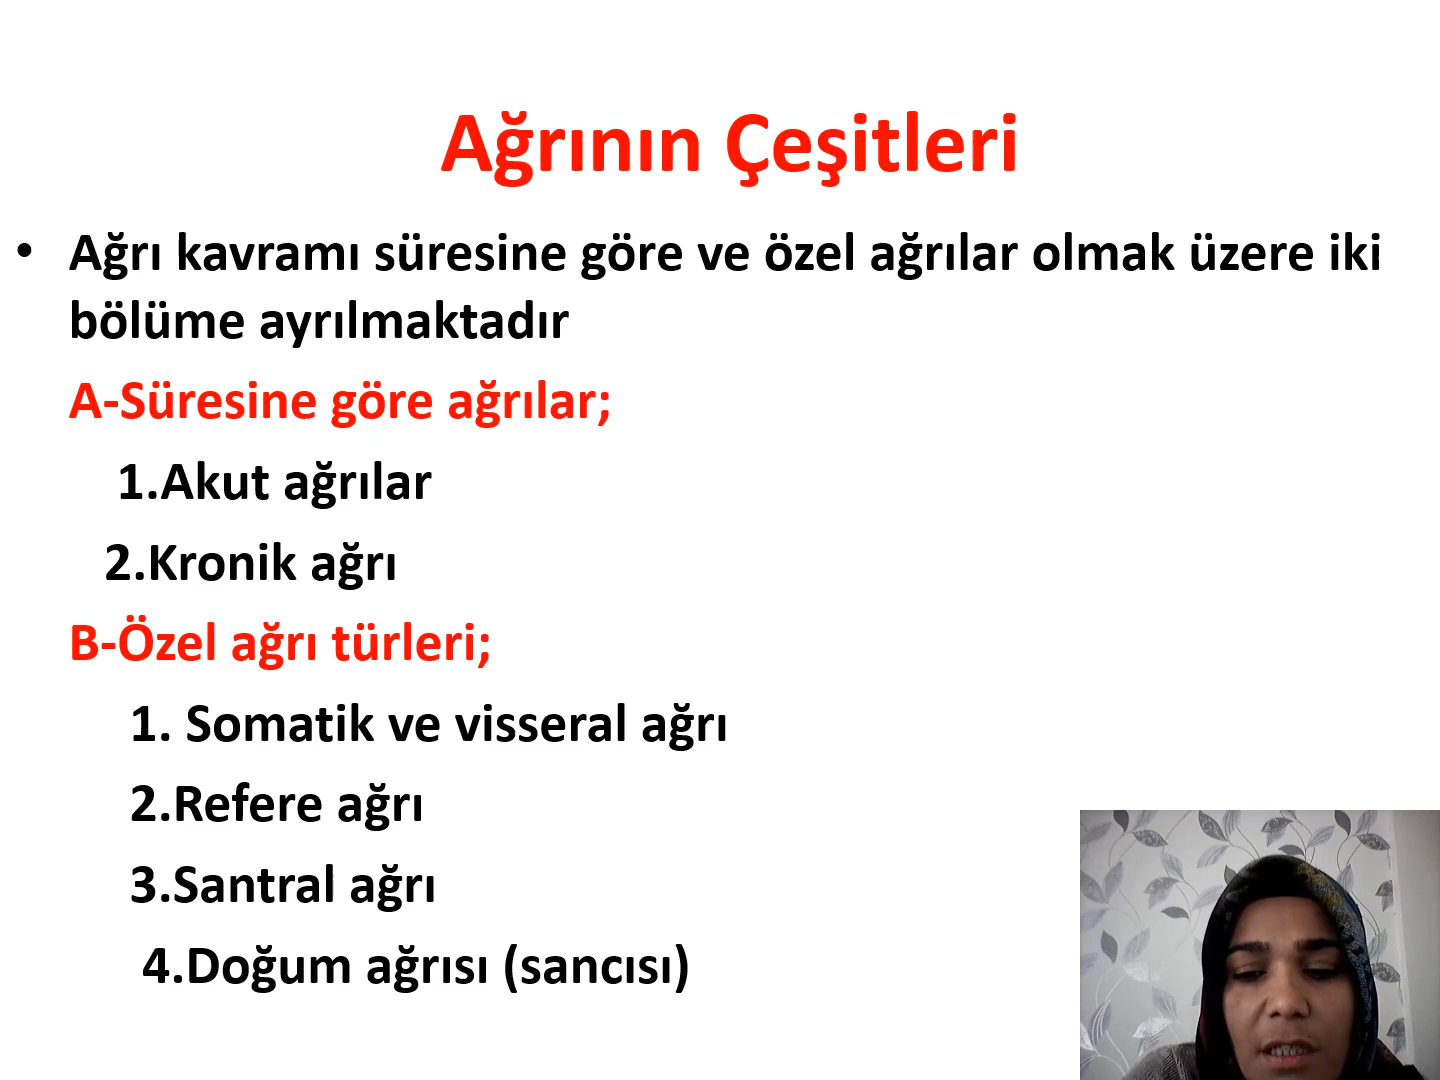 Ağrının Çeşitleri
• Ağrı kavramı süresine göre ve özel ağrılar olmak üzere iki
bölüme ayrılmaktadır
A-Süresine göre ağrılar;
1.Akut ağrılar
2.Kronik ağrı
B-Özel ağrı türleri;
1. Somatik ve visseral ağrı
2.Refere ağrı
3.Santral ağrı
4.Doğum ağrısı (sancısı)